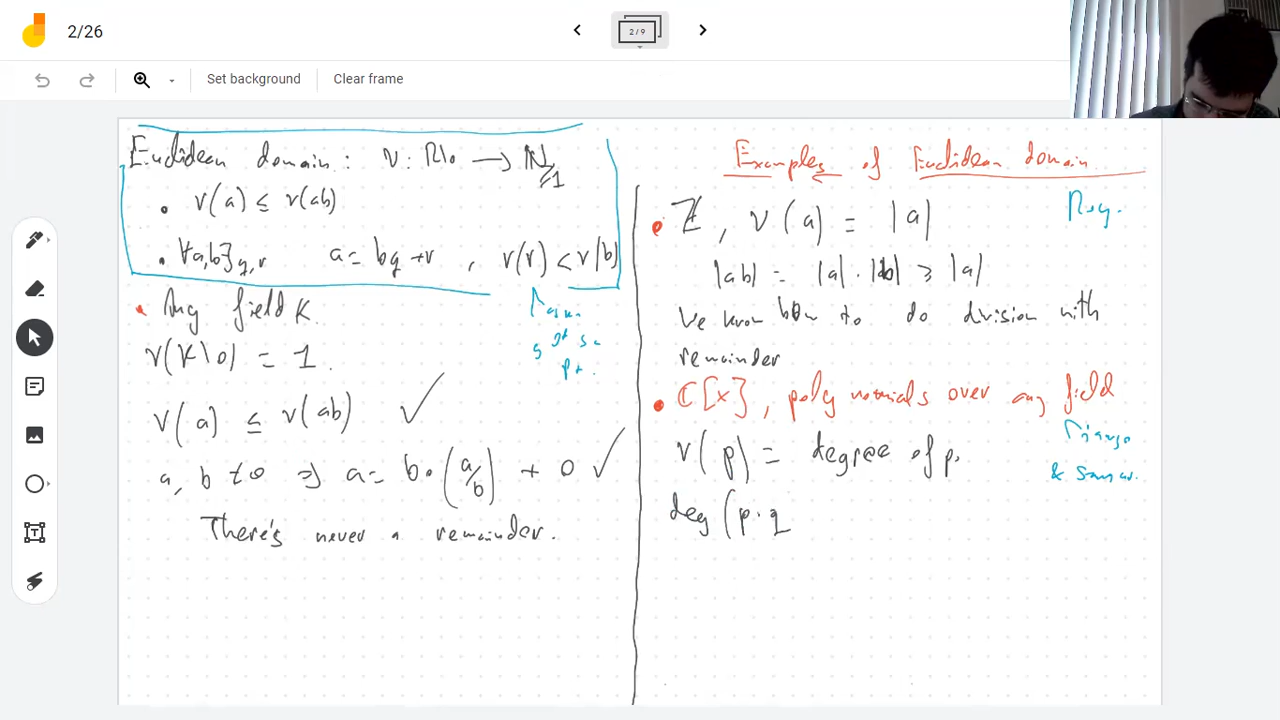 2/26
2/9
Set background
Clear frame
Euclidean domain: ν: R\0 → ℕ≥1
• ν(a) ≤ ν(ab)
• ∀a,b ∃ q,r a = bq + r , ν(r) < ν(b)
• Any field K.
ν(K\0) = 1.
ν(a) ≤ ν(ab) ✓
a, b ≠ 0 ⇒ a = b•(a/b) + 0 ✓
There's never a remainder.
Examples of Euclidean domain
• ℤ, ν(a) = |a|
|ab| = |a|·|b| ≥ |a|
We know how to do division with
remainder
• ℂ[x], polynomials over any field
ν(p) = degree of p.
deg(p·q